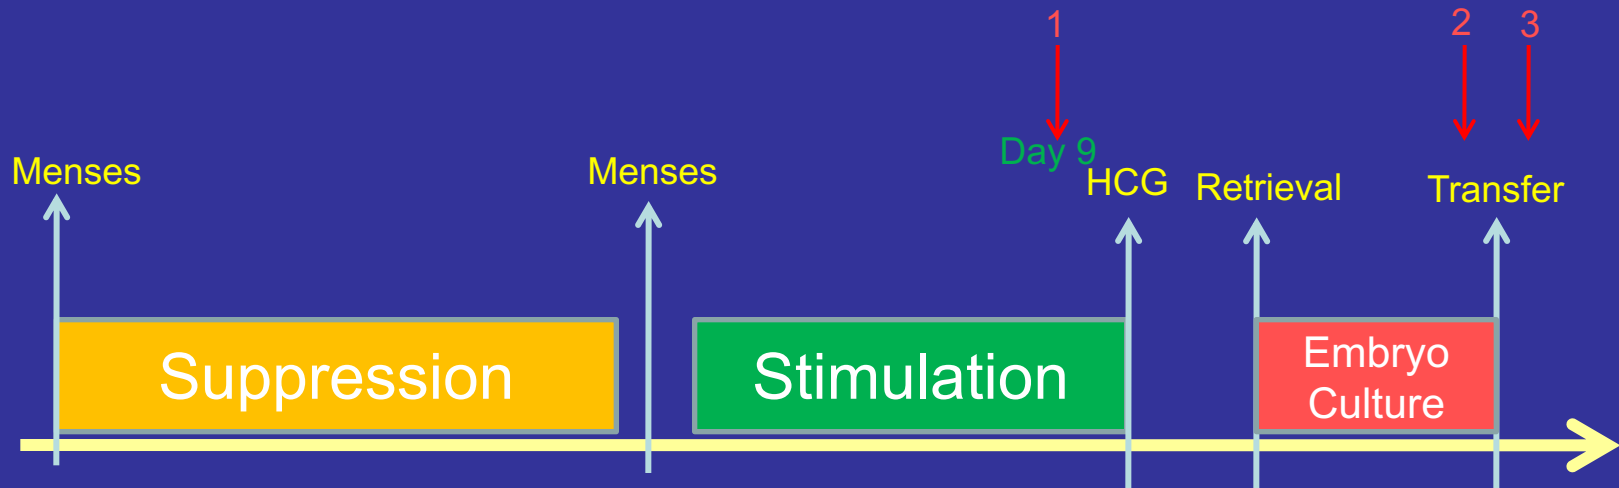 1
2
3
Menses
Menses
Day 9
HCG
Retrieval
Transfer
Suppression
Stimulation
Embryo
Culture